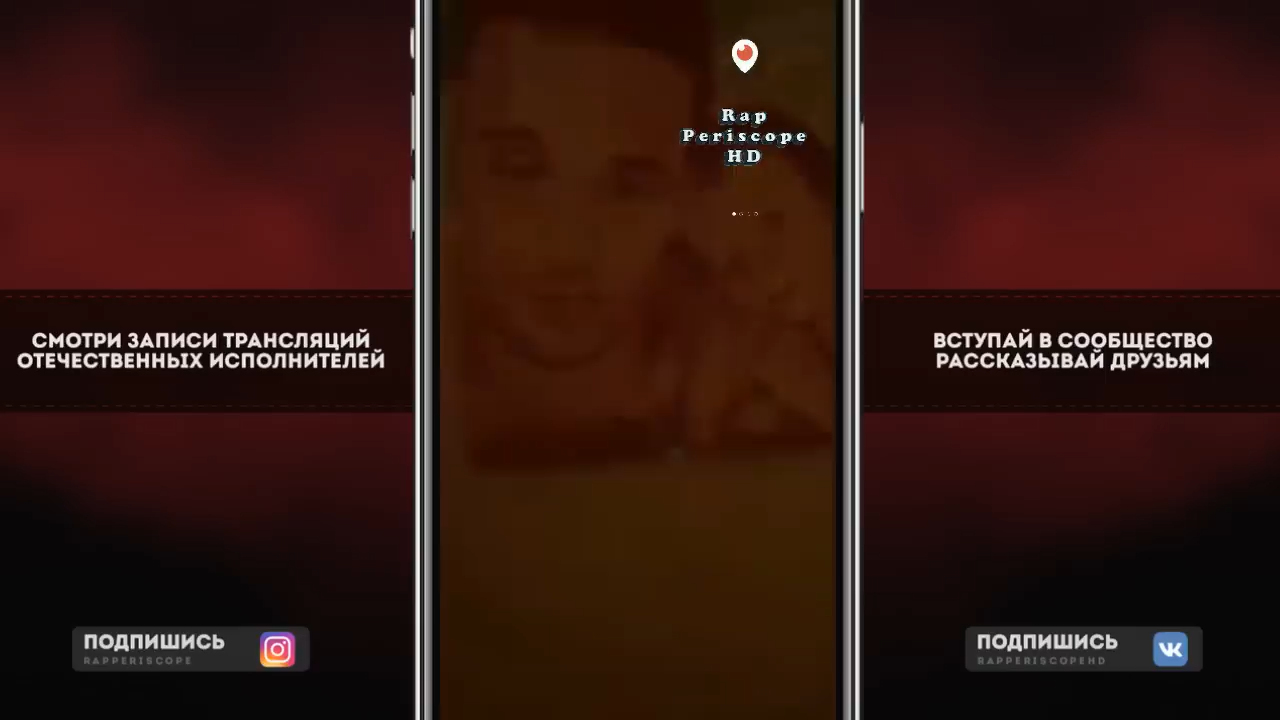 Rap
Periscope
HD
СМОТРИ ЗАПИСИ ТРАНСЛЯЦИЙ
ОТЕЧЕСТВЕННЫХ ИСПОЛНИТЕЛЕЙ
ВСТУПАЙ В СООБЩЕСТВО
РАССКАЗЫВАЙ ДРУЗЬЯМ
ПОДПИШИСЬ
RAPPERISCOPE
ПОДПИШИСЬ
RAPPERISCOPEHD